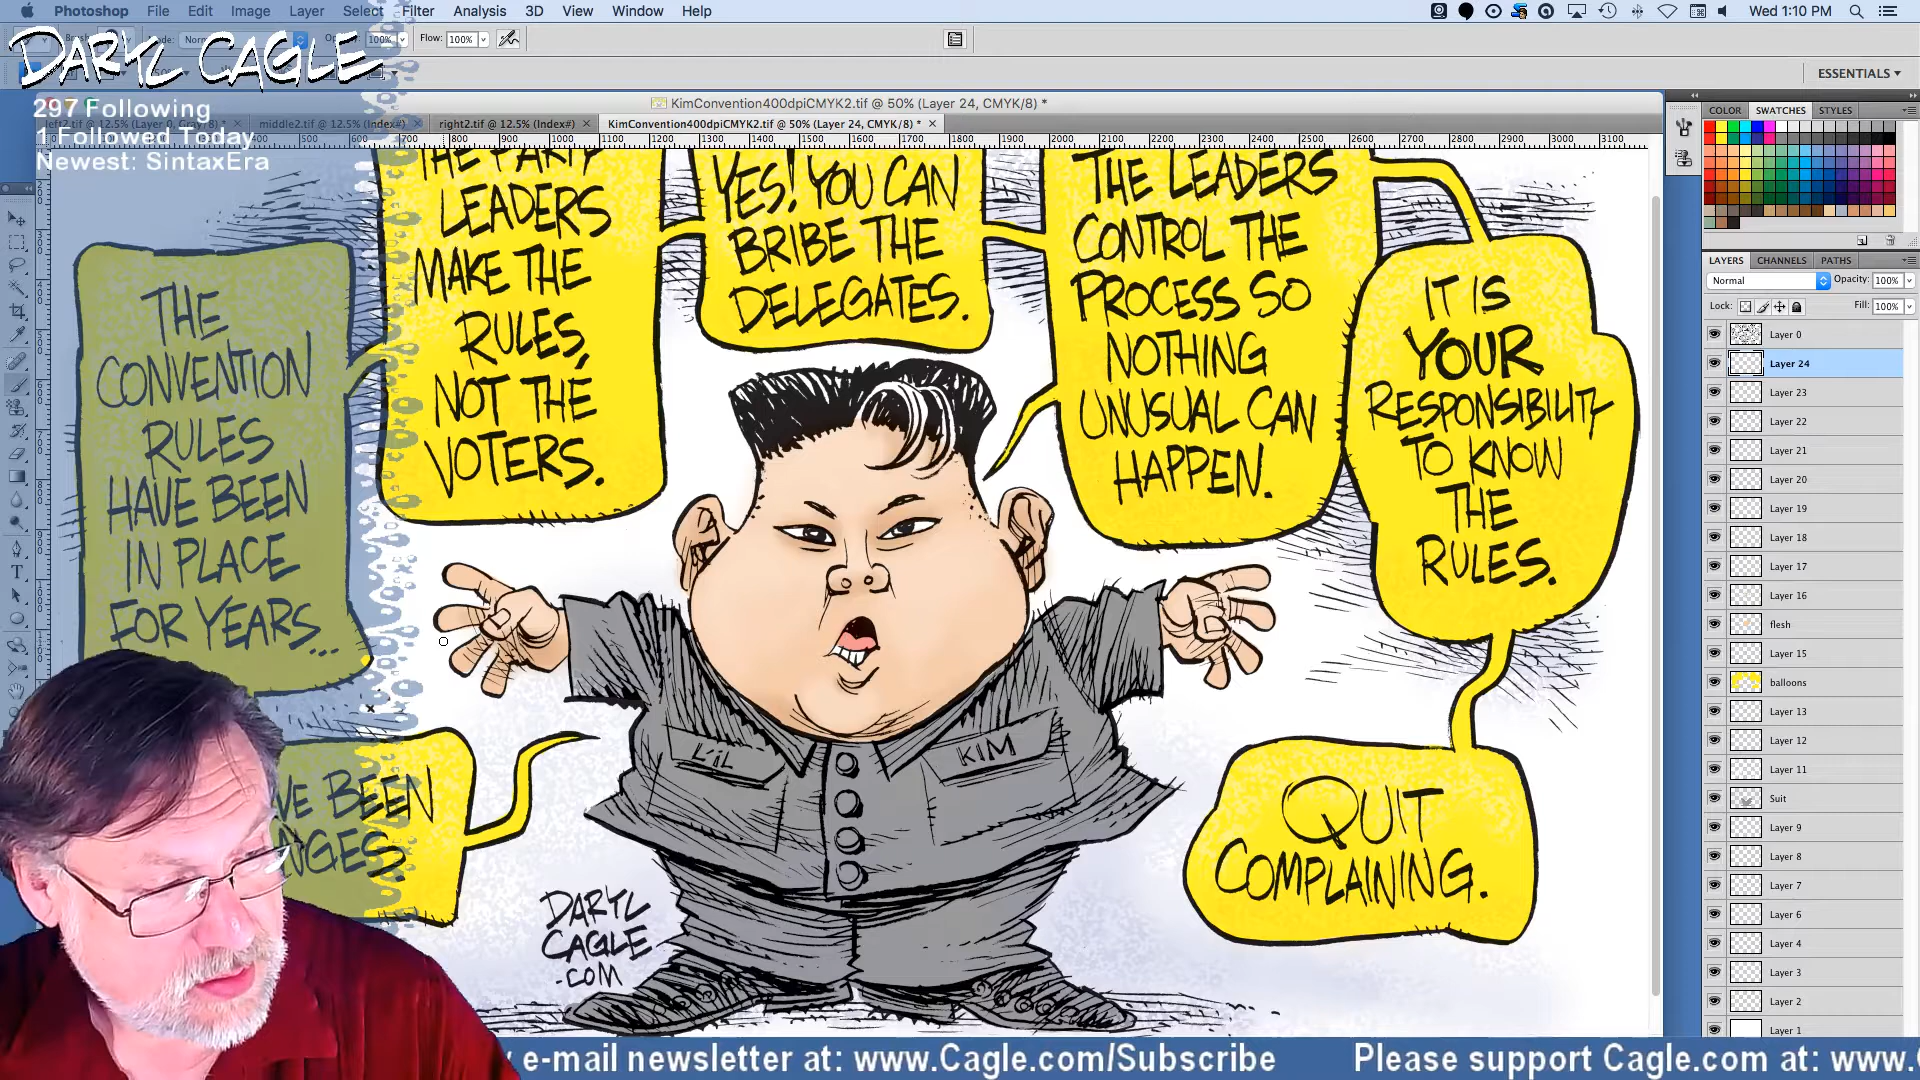 Photoshop File Edit Image Layer Select Filter Analysis 3D View Window Help
Wed 1:10 PM
100% Flow: 100%
DARYL CAGLE
ESSENTIALS
297 Following
1 Followed Today
Newest: SintaxEra
KimConvention400dpiCMYK2.tif @ 50% (Layer 24, CMYK/8) *
middle2.tif @ 12.5% (Index#)
right2.tif @ 12.5% (Index#)
KimConvention400dpiCMYK2.tif @ 50% (Layer 24, CMYK/8) *
THE
CONVENTION
RULES
HAVE BEEN
IN PLACE
FOR YEARS...
THE PARTY
LEADERS
MAKE THE
RULES,
NOT THE
VOTERS.
YES! YOU CAN
BRIBE THE
DELEGATES.
THE LEADERS
CONTROL THE
PROCESS SO
NOTHING
UNUSUAL CAN
HAPPEN.
IT IS
YOUR
RESPONSIBILITY
TO KNOW
THE
RULES.
BEEN
QUIT
COMPLAINING.
L'IL
KIM
DARYL
CAGLE
.COM
COLOR SWATCHES STYLES
LAYERS CHANNELS PATHS
Normal Opacity: 100%
Lock: Fill: 100%
Layer 0
Layer 24
Layer 23
Layer 22
Layer 21
Layer 20
Layer 19
Layer 18
Layer 17
Layer 16
flesh
Layer 15
balloons
Layer 13
Layer 12
Layer 11
Suit
Layer 9
Layer 8
Layer 7
Layer 6
Layer 4
Layer 3
Layer 2
Layer 1
e-mail newsletter at: www.Cagle.com/Subscribe Please support Cagle.com at: www.